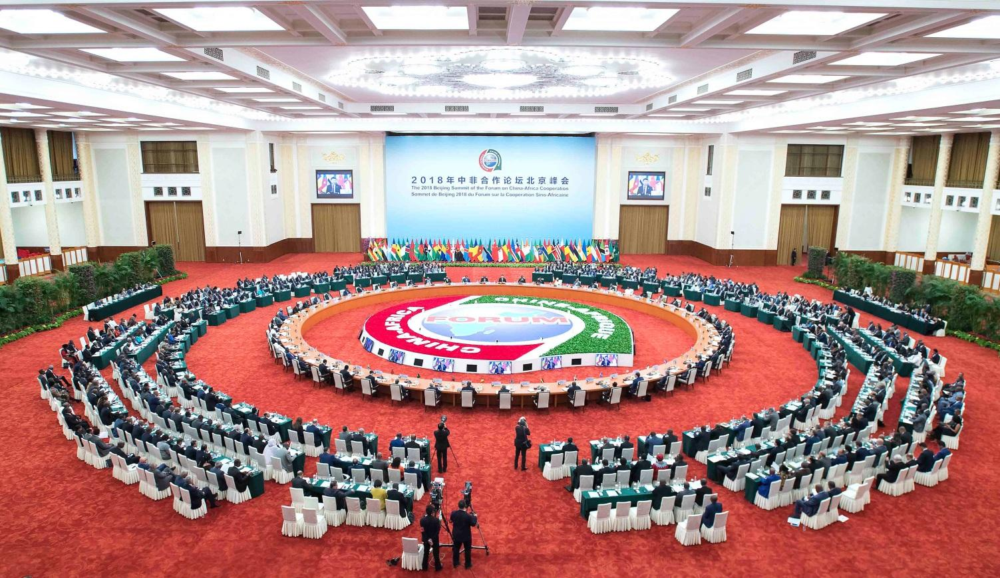 2018年中非合作论坛北京峰会
The 2018 Beijing Summit of the Forum on China-Africa Cooperation
Sommet de Beijing 2018 du Forum sur la Coopération Sino-Africaine
CHINA-AFRIQUE
FORUM
CHINA-AFRICA